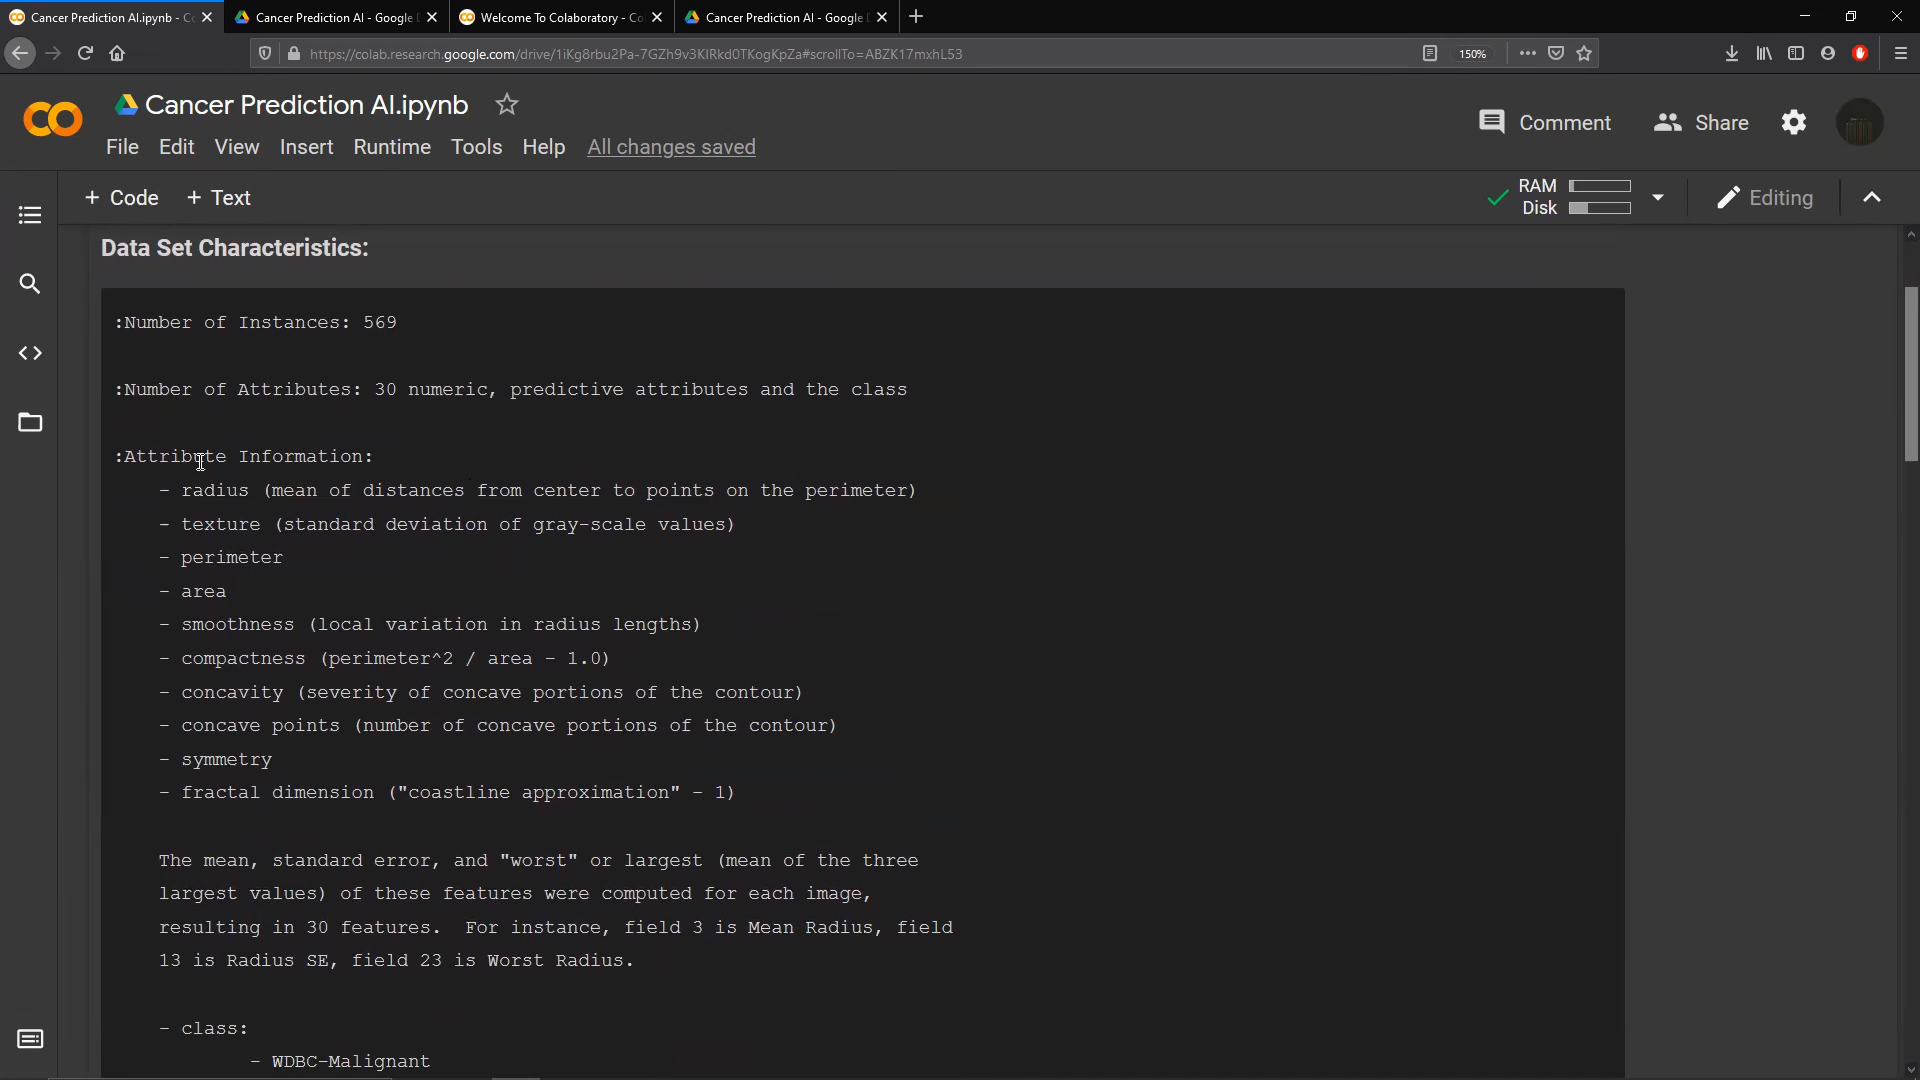 Cancer Prediction AI.ipynb - Co
Cancer Prediction AI - Google D
Welcome To Colaboratory - Co
Cancer Prediction AI - Google D
https://colab.research.google.com/drive/1iKg8rbu2Pa-7GZh9v3KIRkd0TKogKpZa#scrollTo=ABZK17mxhL53
150%
Cancer Prediction AI.ipynb
Comment
Share
File Edit View Insert Runtime Tools Help All changes saved
+ Code + Text
RAM
Disk
Editing
Data Set Characteristics:
:Number of Instances: 569
:Number of Attributes: 30 numeric, predictive attributes and the class
:Attribute Information:
- radius (mean of distances from center to points on the perimeter)
- texture (standard deviation of gray-scale values)
- perimeter
- area
- smoothness (local variation in radius lengths)
- compactness (perimeter^2 / area - 1.0)
- concavity (severity of concave portions of the contour)
- concave points (number of concave portions of the contour)
- symmetry
- fractal dimension ("coastline approximation" - 1)
The mean, standard error, and "worst" or largest (mean of the three
largest values) of these features were computed for each image,
resulting in 30 features.  For instance, field 3 is Mean Radius, field
13 is Radius SE, field 23 is Worst Radius.
- class:
- WDBC-Malignant